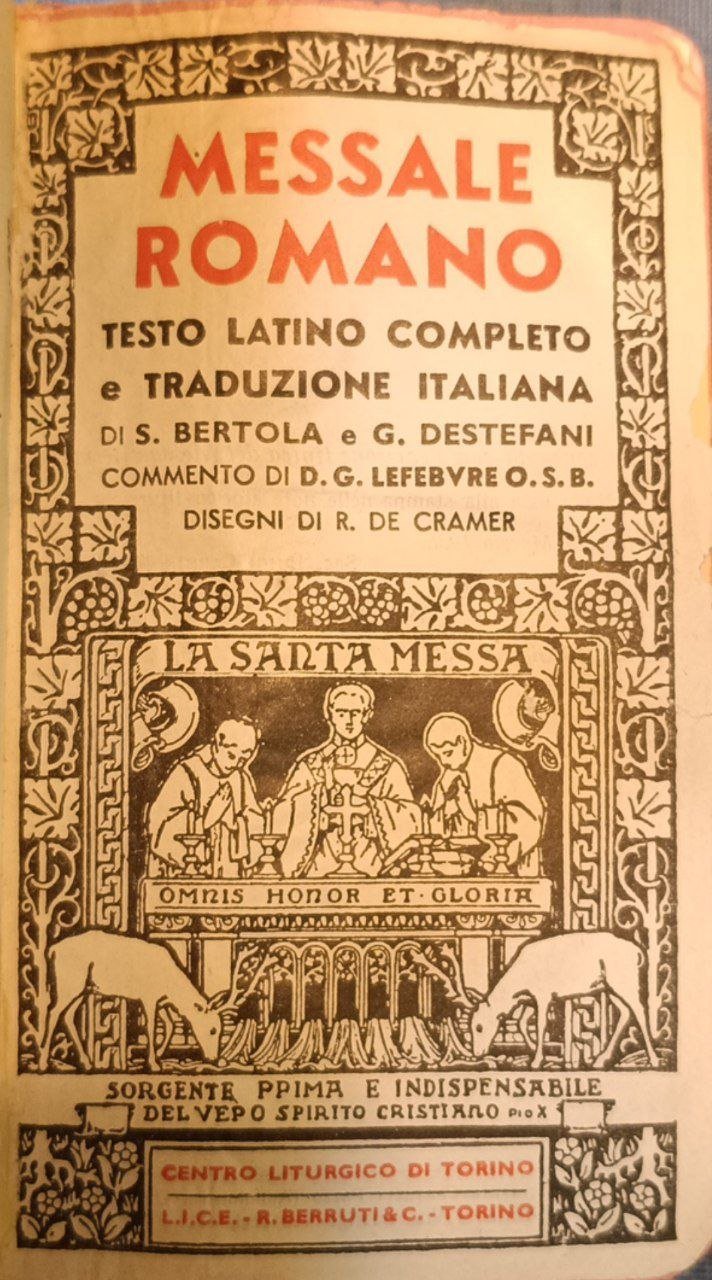 MESSALE
ROMANO
TESTO LATINO COMPLETO
e TRADUZIONE ITALIANA
DI S. BERTOLA e G. DESTEFANI
COMMENTO DI D. G. LEFEBVRE O. S. B.
DISEGNI DI R. DE CRAMER
LA SANTA MESSA
OMNIS HONOR ET · GLORIA
SORGENTE PPIMA E INDISPENSABILE
DEL VEPO SPIRITO CRISTIANO PIO X
CENTRO LITURGICO DI TORINO
L.I.C.E. - R. BERRUTI & C. - TORINO